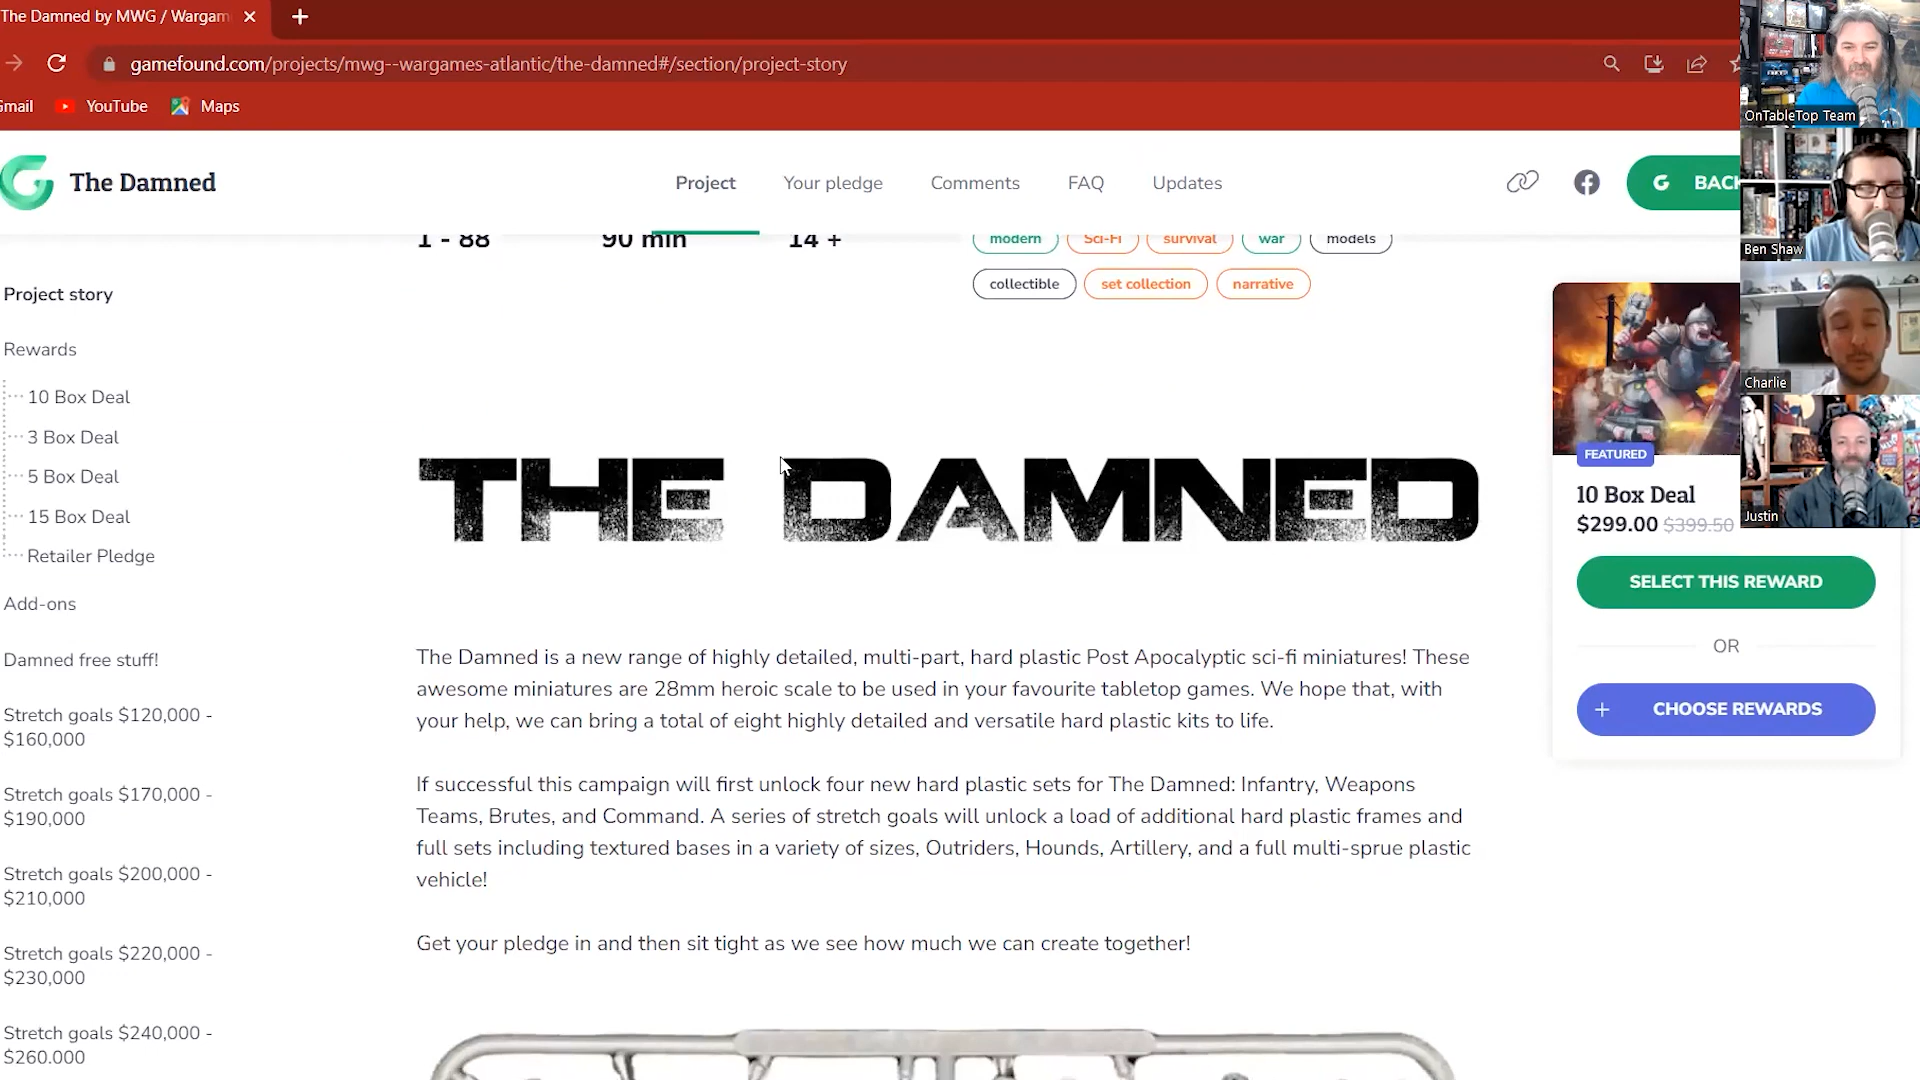 The Damned by MWG / Wargam
gamefound.com/projects/mwg--wargames-atlantic/the-damned#/section/project-story
Gmail
YouTube
Maps
The Damned
Project
Your pledge
Comments
FAQ
Updates
BACK
1 - 88
90 min
14 +
modern
Sci-Fi
survival
war
models
collectible
set collection
narrative
Project story
Rewards
10 Box Deal
3 Box Deal
5 Box Deal
15 Box Deal
Retailer Pledge
Add-ons
Damned free stuff!
Stretch goals $120,000 -
$160,000
Stretch goals $170,000 -
$190,000
Stretch goals $200,000 -
$210,000
Stretch goals $220,000 -
$230,000
Stretch goals $240,000 -
$260.000
THE DAMNED
The Damned is a new range of highly detailed, multi-part, hard plastic Post Apocalyptic sci-fi miniatures! These
awesome miniatures are 28mm heroic scale to be used in your favourite tabletop games. We hope that, with
your help, we can bring a total of eight highly detailed and versatile hard plastic kits to life.
If successful this campaign will first unlock four new hard plastic sets for The Damned: Infantry, Weapons
Teams, Brutes, and Command. A series of stretch goals will unlock a load of additional hard plastic frames and
full sets including textured bases in a variety of sizes, Outriders, Hounds, Artillery, and a full multi-sprue plastic
vehicle!
Get your pledge in and then sit tight as we see how much we can create together!
FEATURED
10 Box Deal
$299.00 $399.50
SELECT THIS REWARD
OR
+ CHOOSE REWARDS
OnTableTop Team
Ben Shaw
Charlie
Justin